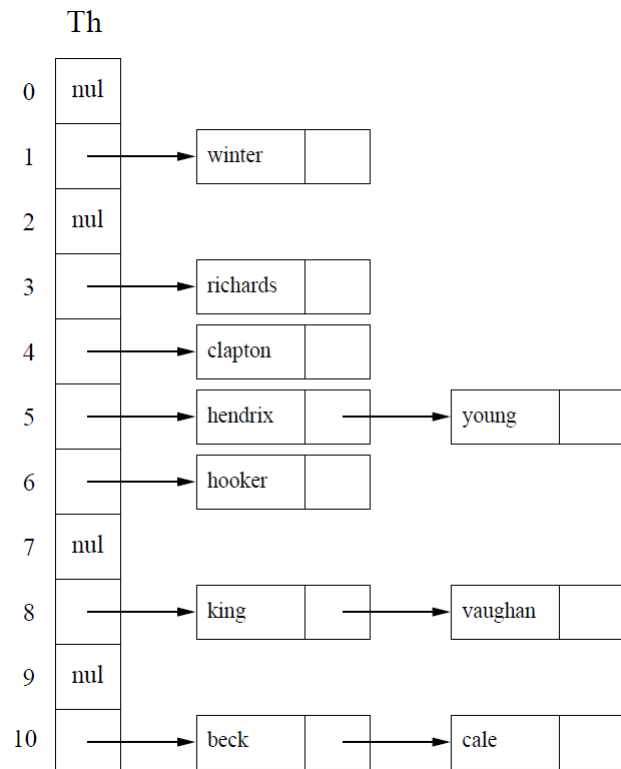 Th
0 nul
1 winter
2 nul
3 richards
4 clapton
5 hendrix young
6 hooker
7 nul
8 king vaughan
9 nul
10 beck cale